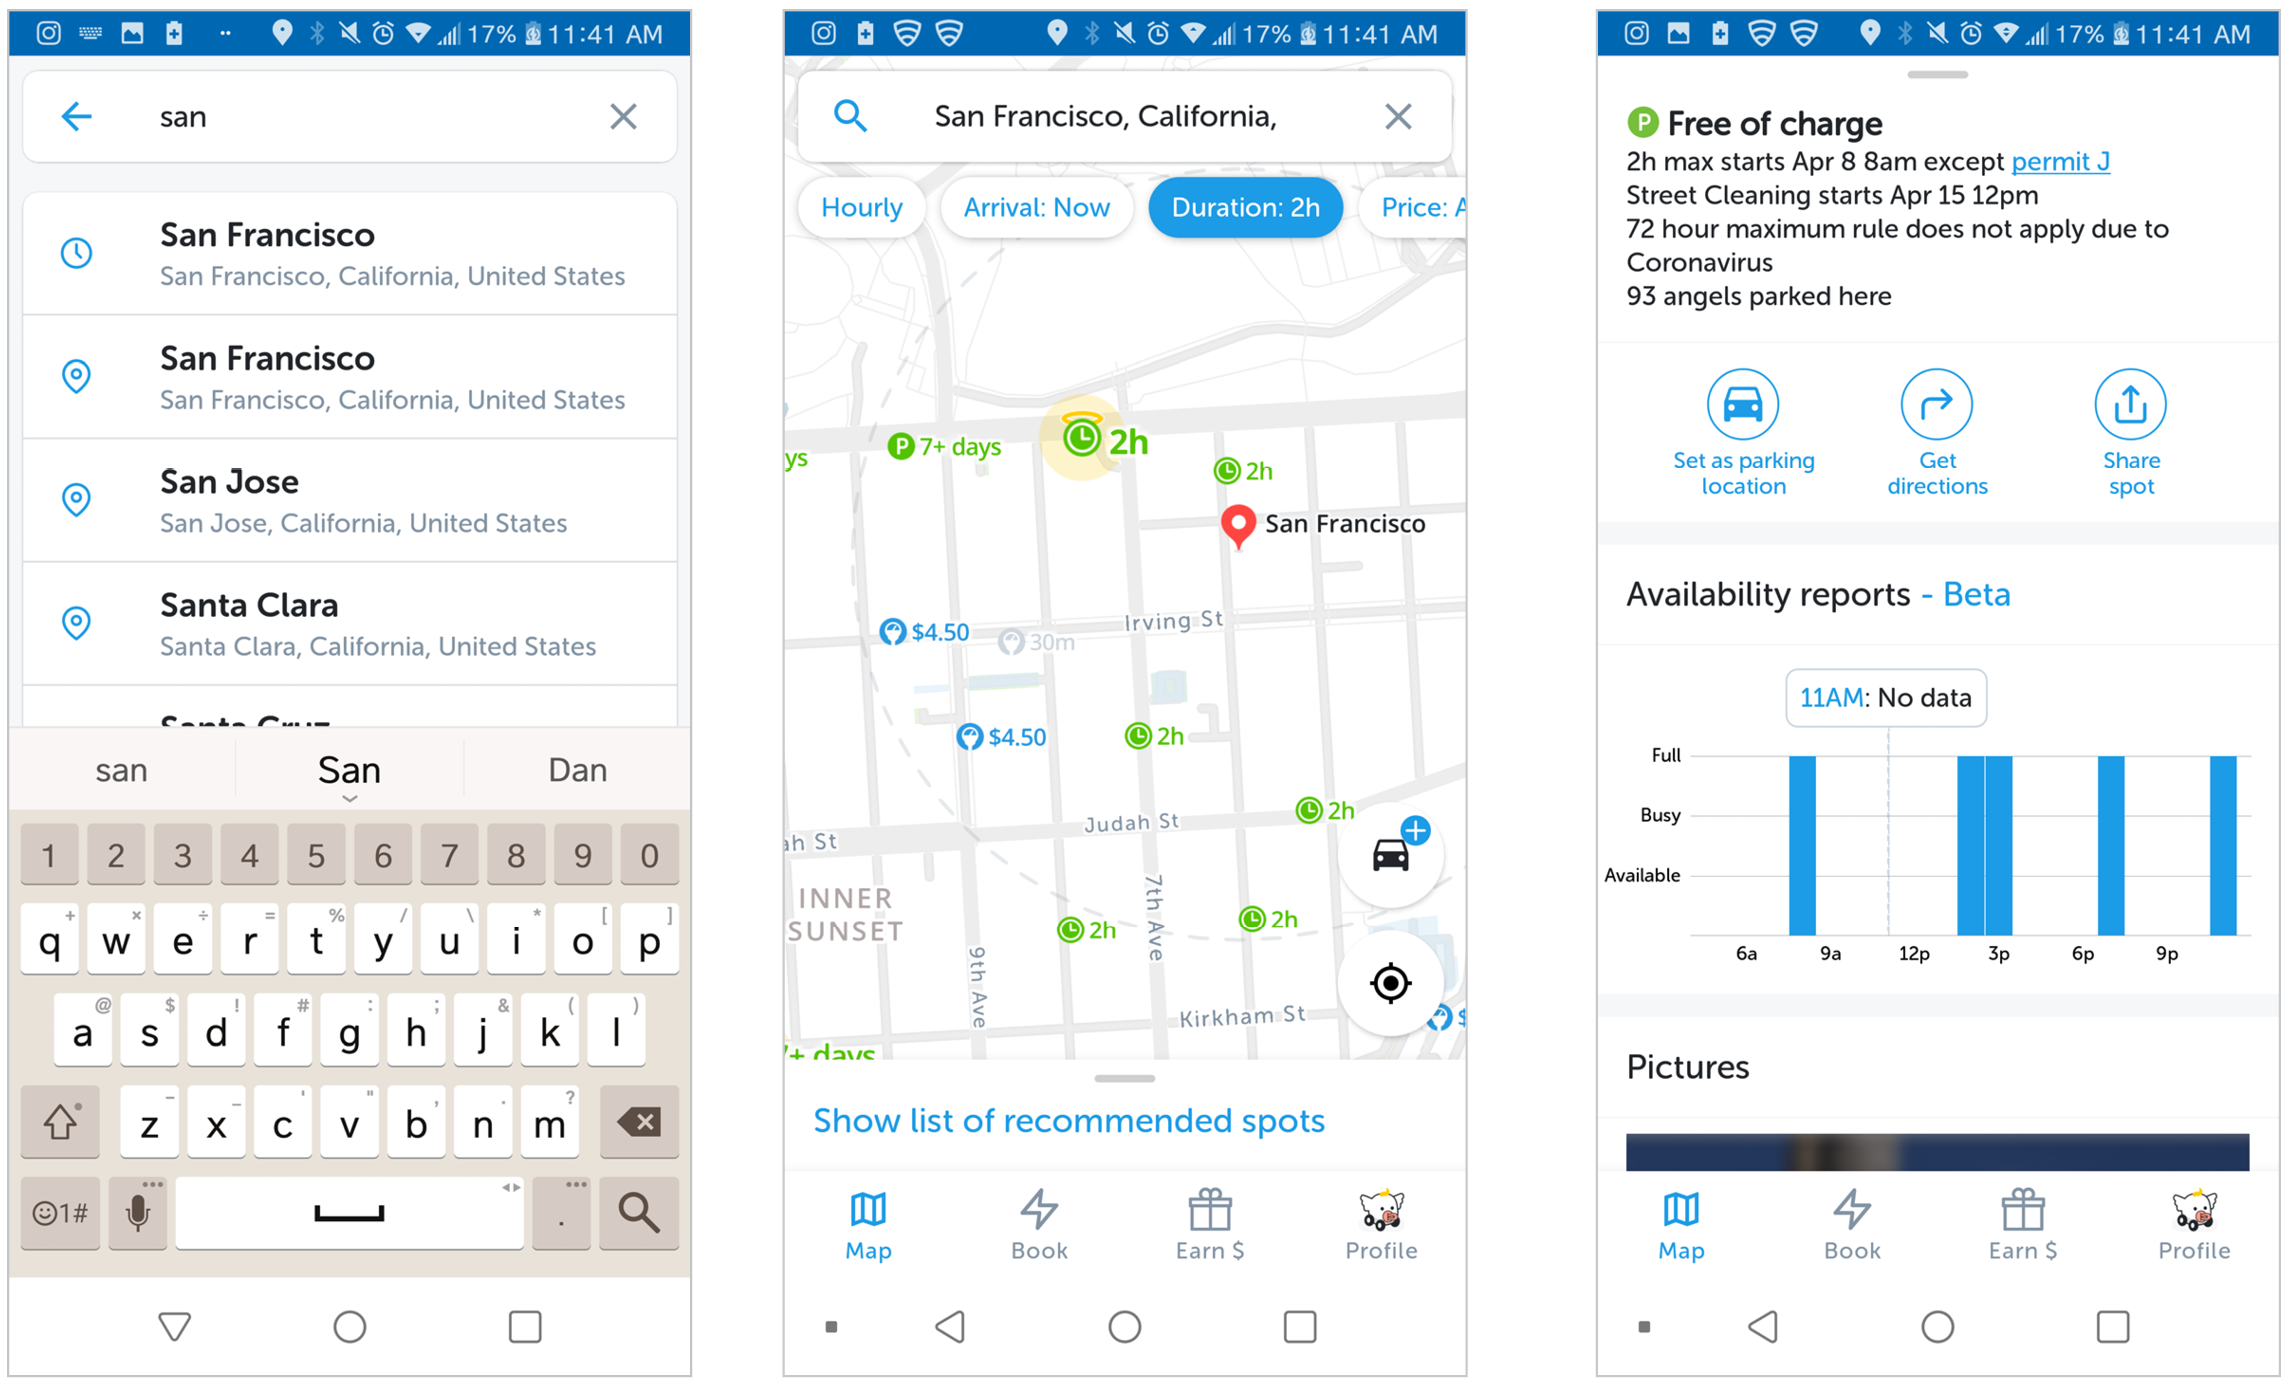 17% 11:41 AM
san
San Francisco
San Francisco, California, United States
San Francisco
San Francisco, California, United States
San Jose
San Jose, California, United States
Santa Clara
Santa Clara, California, United States
Santa Cruz
san San Dan
1 2 3 4 5 6 7 8 9 0
+ × ÷ = % / \ * [ ]
q w e r t y u i o p
@ $ ! # : ; & ( )
a s d f g h j k l
- _ ' " , . ?
z x c v b n m
1# .
17% 11:41 AM
San Francisco, California,
Hourly Arrival: Now Duration: 2h Price: A
ys
P 7+ days
2h
2h
San Francisco
Irving St
$4.50
30m
$4.50
2h
2h
Judah St
ah St
INNER
SUNSET
7th Ave
2h
2h
9th Ave
Kirkham St
$
7+ days
Show list of recommended spots
Map Book Earn $ Profile
17% 11:41 AM
P Free of charge
2h max starts Apr 8 8am except permit J
Street Cleaning starts Apr 15 12pm
72 hour maximum rule does not apply due to
Coronavirus
93 angels parked here
Set as parking
location
Get
directions
Share
spot
Availability reports - Beta
11AM: No data
Full
Busy
Available
6a 9a 12p 3p 6p 9p
Pictures
Map Book Earn $ Profile